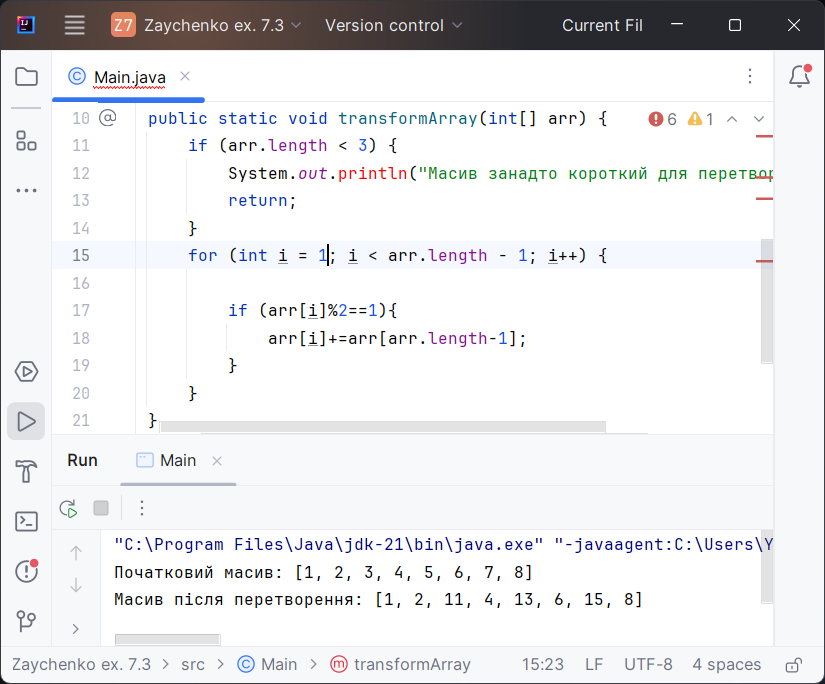 Z7 Zaychenko ex. 7.3 Version control Current Fil
Main.java
10 @ public static void transformArray(int[] arr) { 6 1
11 if (arr.length < 3) {
12 System.out.println("Масив занадто короткий для перетвор
13 return;
14 }
15 for (int i = 1; i < arr.length - 1; i++) {
16
17 if (arr[i]%2==1){
18 arr[i]+=arr[arr.length-1];
19 }
20 }
21 }
Run Main
"C:\Program Files\Java\jdk-21\bin\java.exe" "-javaagent:C:\Users\Y
Початковий масив: [1, 2, 3, 4, 5, 6, 7, 8]
Масив після перетворення: [1, 2, 11, 4, 13, 6, 15, 8]
Zaychenko ex. 7.3 > src > Main > transformArray 15:23 LF UTF-8 4 spaces